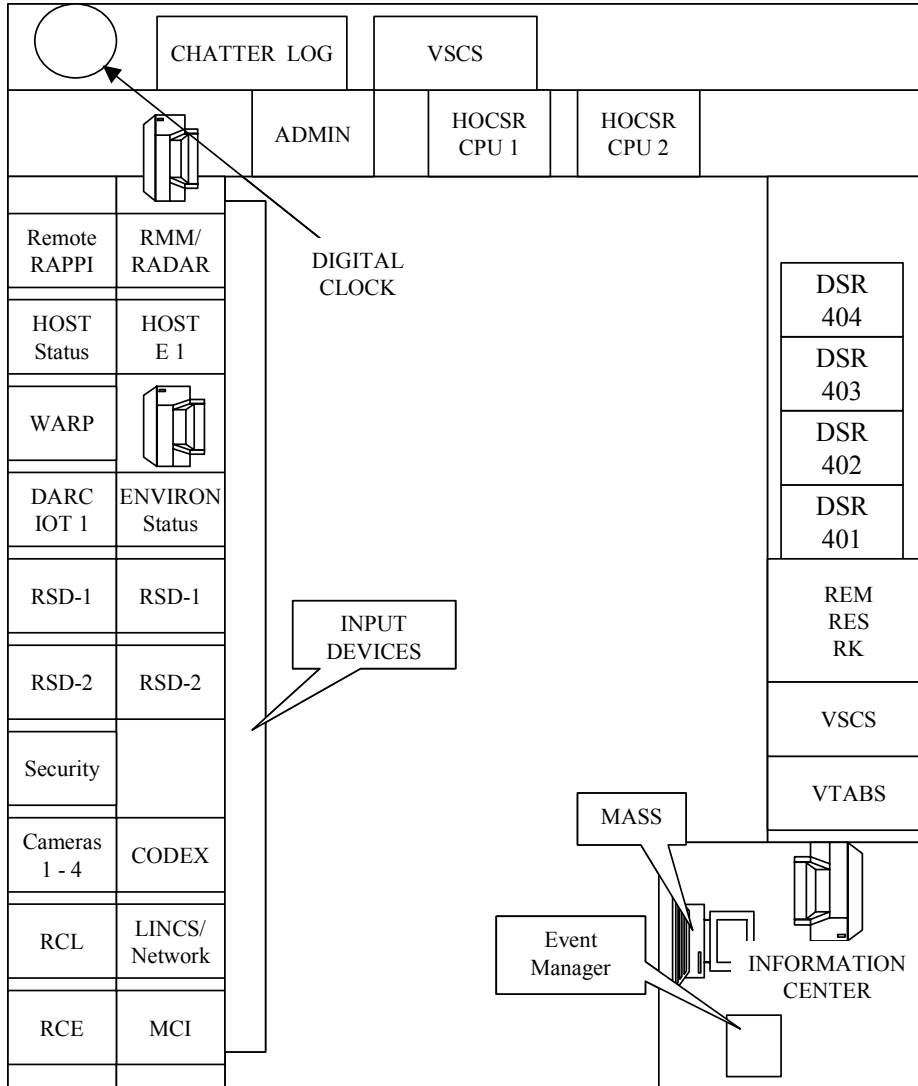 CHATTER LOG
VSCS
ADMIN
HOCSR
CPU 1
HOCSR
CPU 2
DIGITAL
CLOCK
Remote
RAPPI
RMM/
RADAR
HOST
Status
HOST
E 1
WARP
DARC
IOT 1
ENVIRON
Status
RSD-1
RSD-1
RSD-2
RSD-2
Security
Cameras
1 - 4
CODEX
RCL
LINCS/
Network
RCE
MCI
INPUT
DEVICES
DSR
404
DSR
403
DSR
402
DSR
401
REM
RES
RK
VSCS
VTABS
MASS
Event
Manager
INFORMATION
CENTER